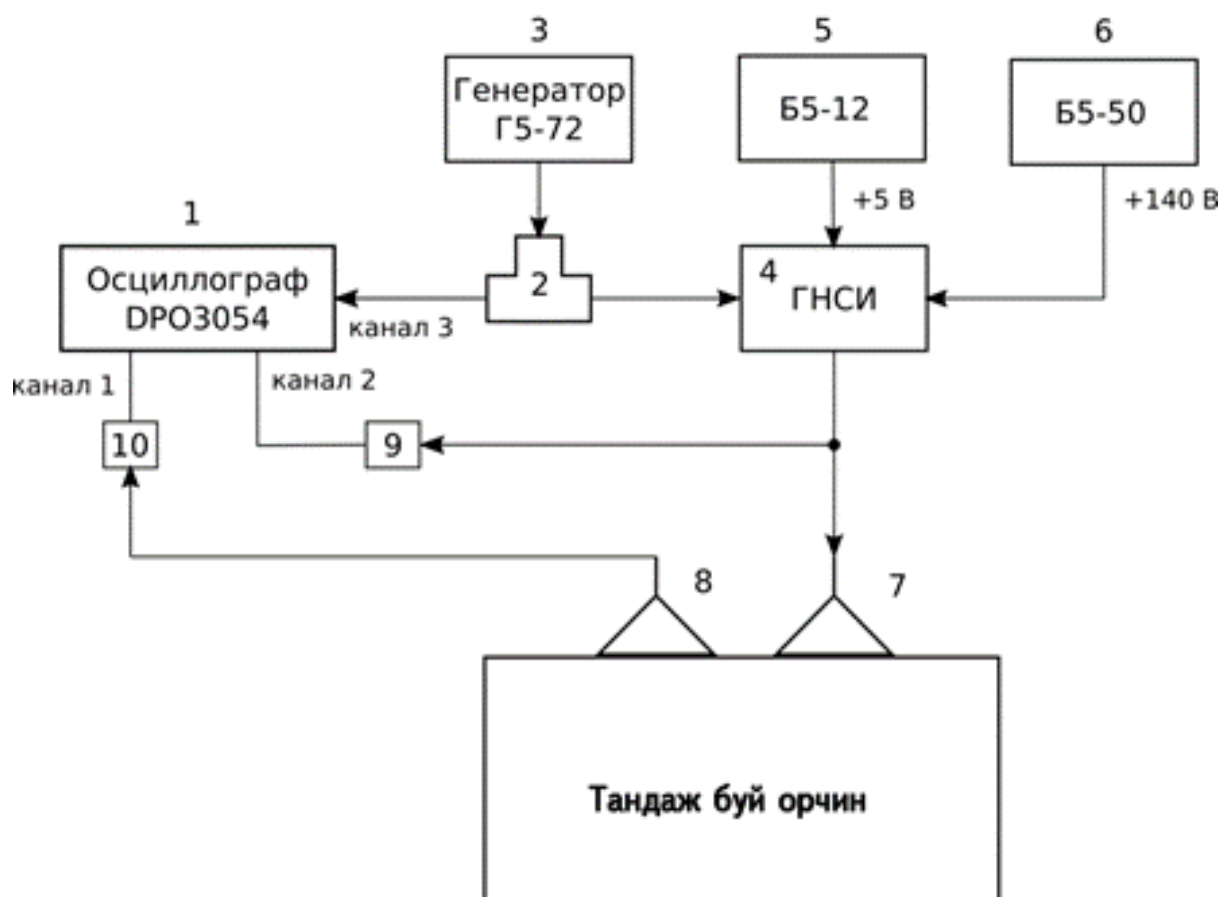 3
5
6
Генератор
Г5-72
Б5-12
Б5-50
+5 В
+140 В
1
Осциллограф
DPO3054
2
4
ГНСИ
канал 3
канал 1
канал 2
10
9
8
7
Тандаж буй орчин